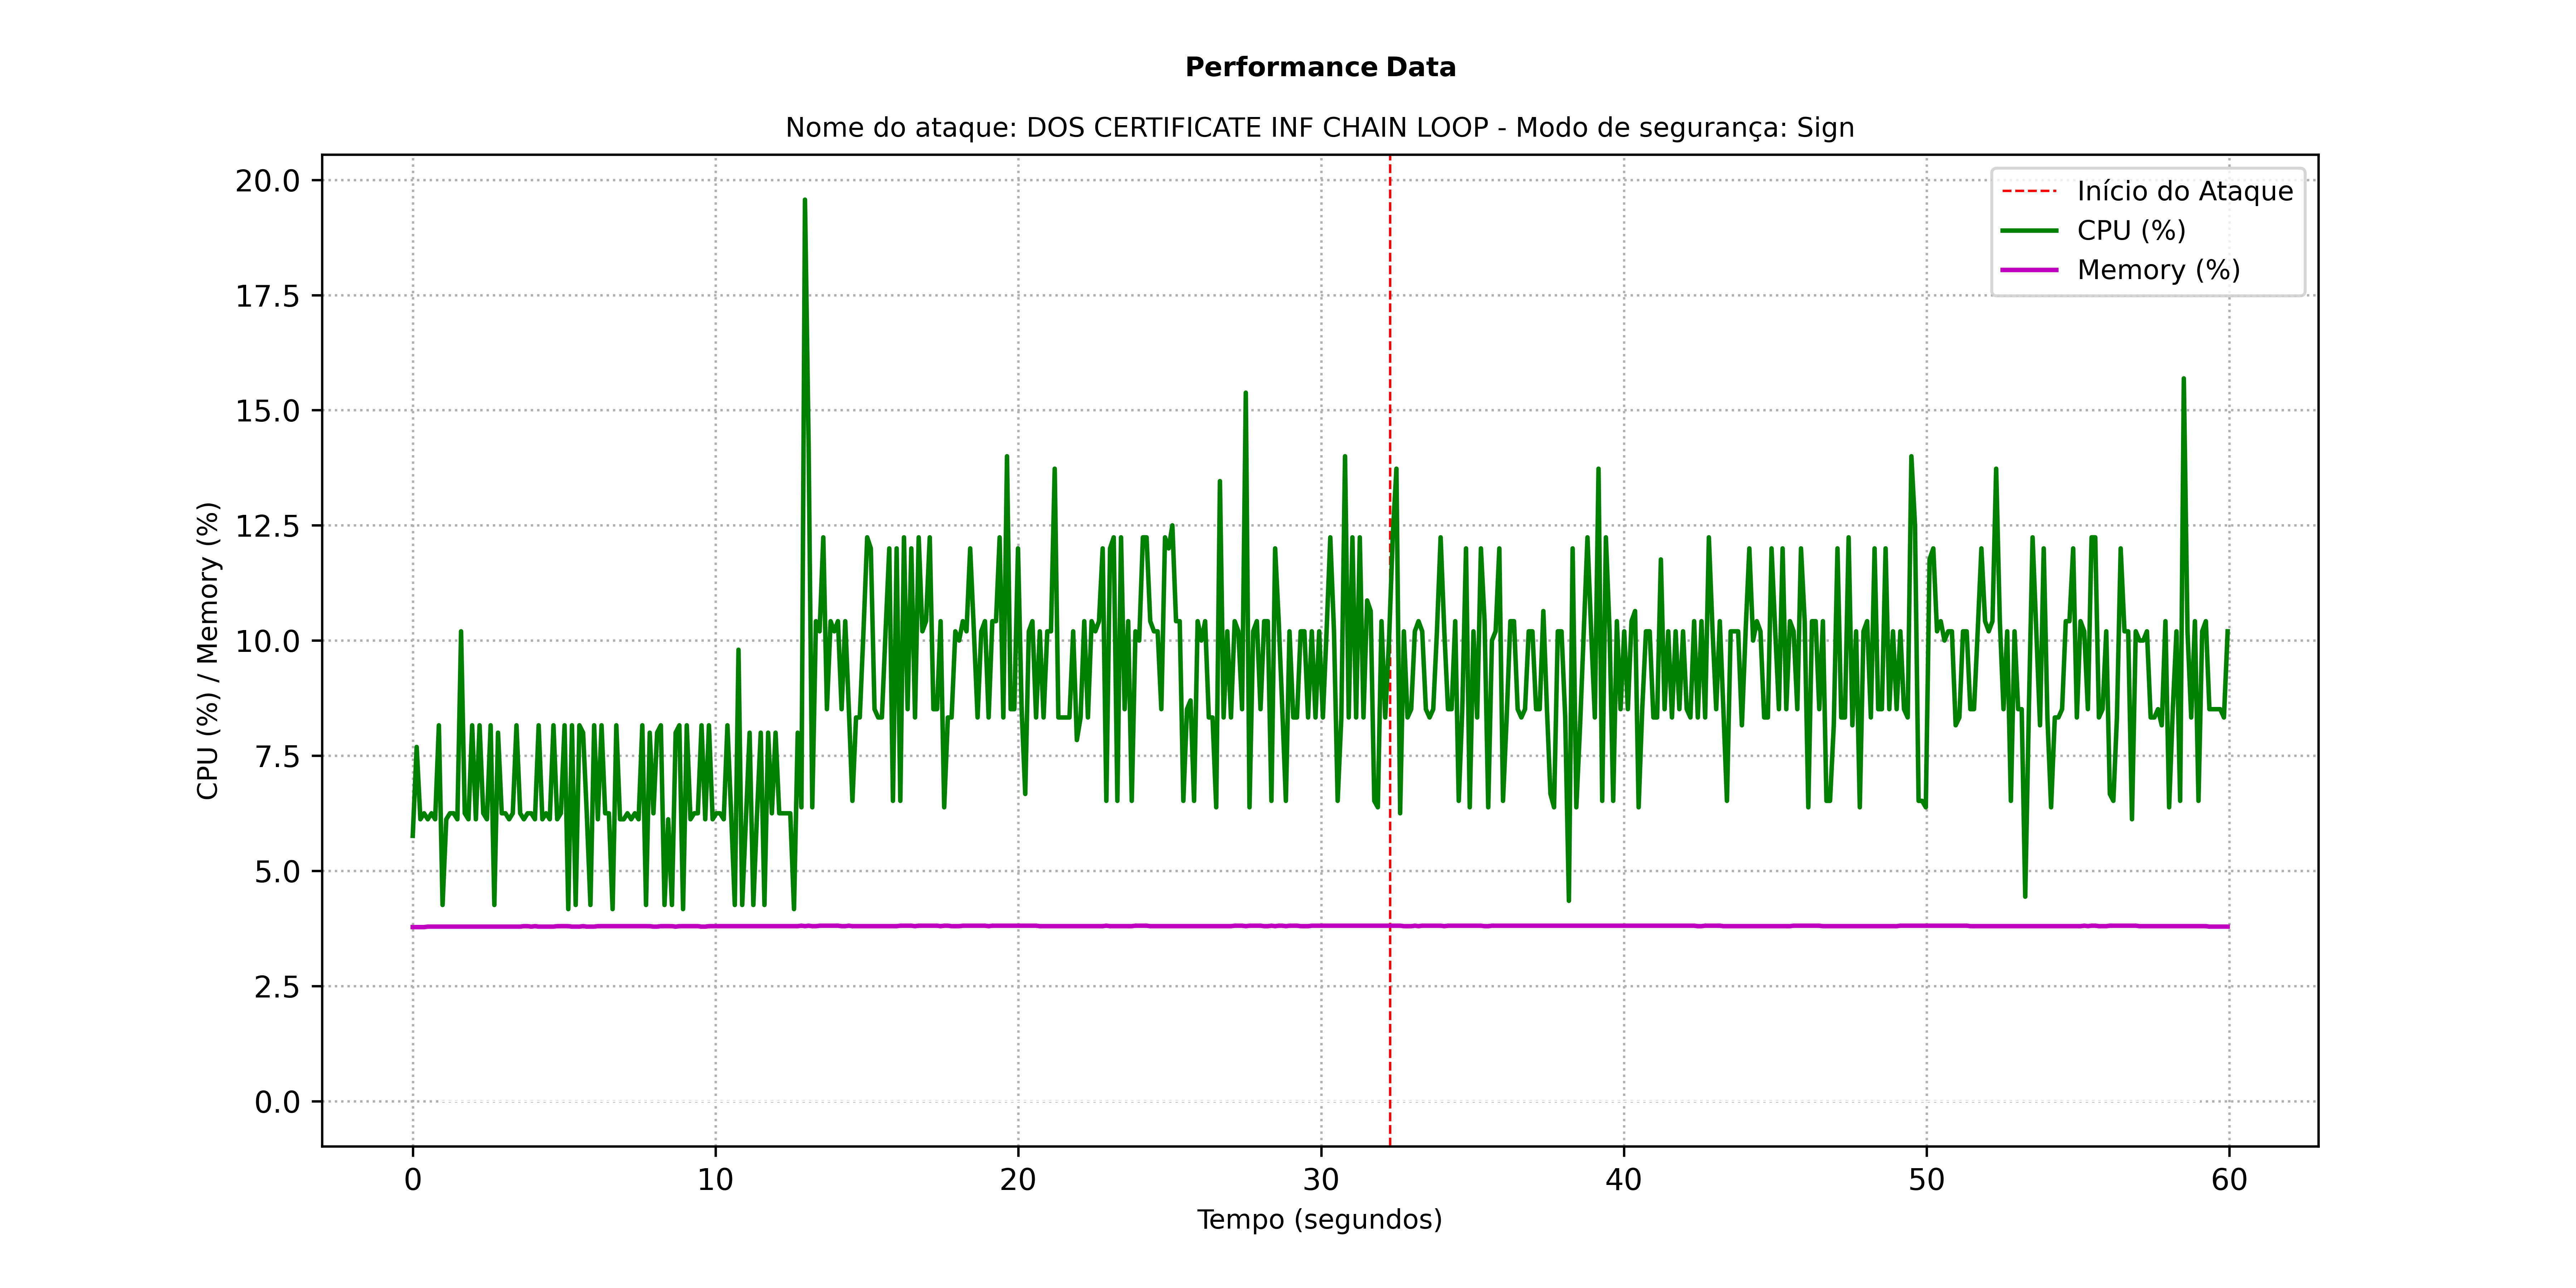 Performance Data
Nome do ataque: DOS CERTIFICATE INF CHAIN LOOP - Modo de segurança: Sign
Início do Ataque
CPU (%)
Memory (%)
CPU (%) / Memory (%)
20.0
17.5
15.0
12.5
10.0
7.5
5.0
2.5
0.0
0 10 20 30 40 50 60
Tempo (segundos)